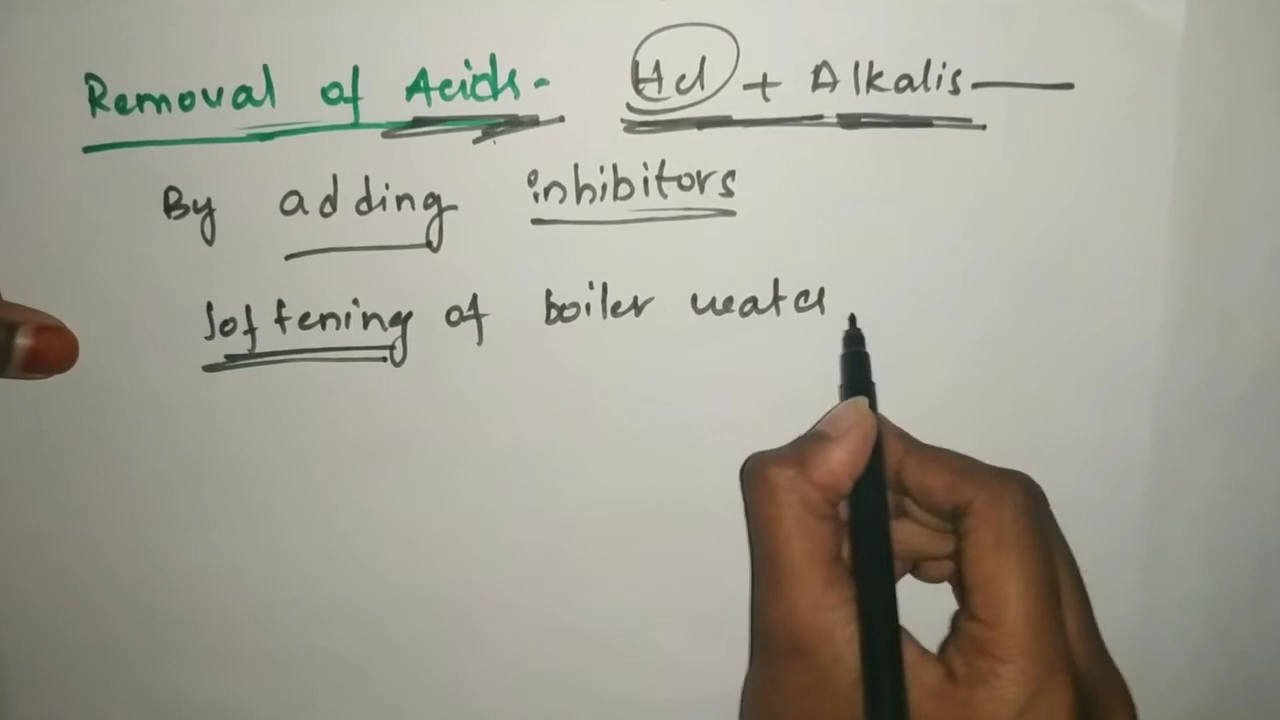 Removal of Acids- Hcl + Alkalis —
By adding inhibitors
Softening of boiler water